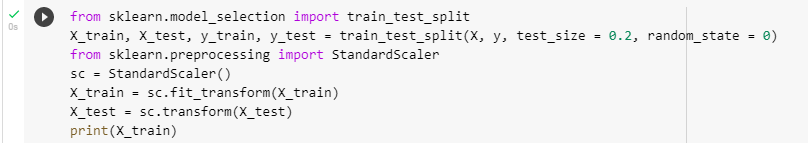 from sklearn.model_selection import train_test_split
X_train, X_test, y_train, y_test = train_test_split(X, y, test_size = 0.2, random_state = 0)
from sklearn.preprocessing import StandardScaler
sc = StandardScaler()
X_train = sc.fit_transform(X_train)
X_test = sc.transform(X_test)
print(X_train)
0s